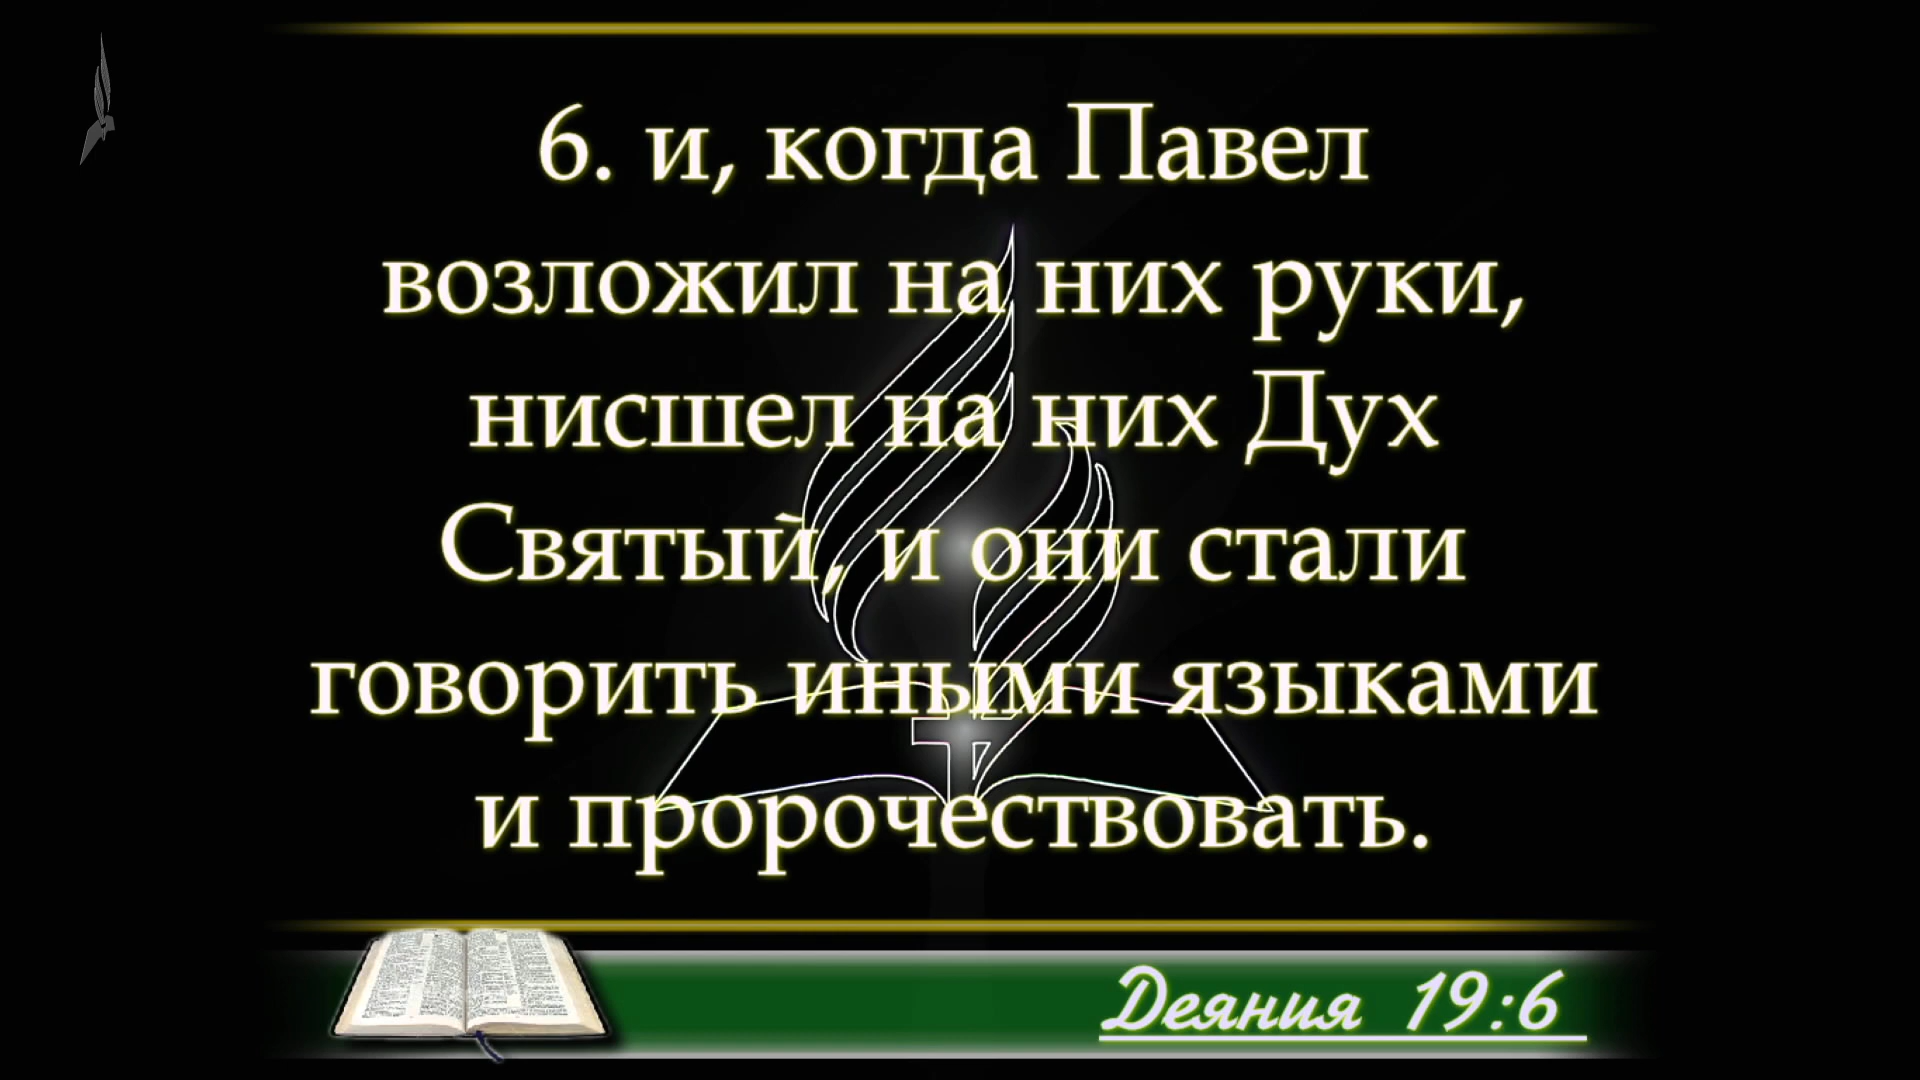 6. и, когда Павел
возложил на них руки,
нисшел на них Дух
Святый, и они стали
говорить иными языками
и пророчествовать.
Деяния 19:6